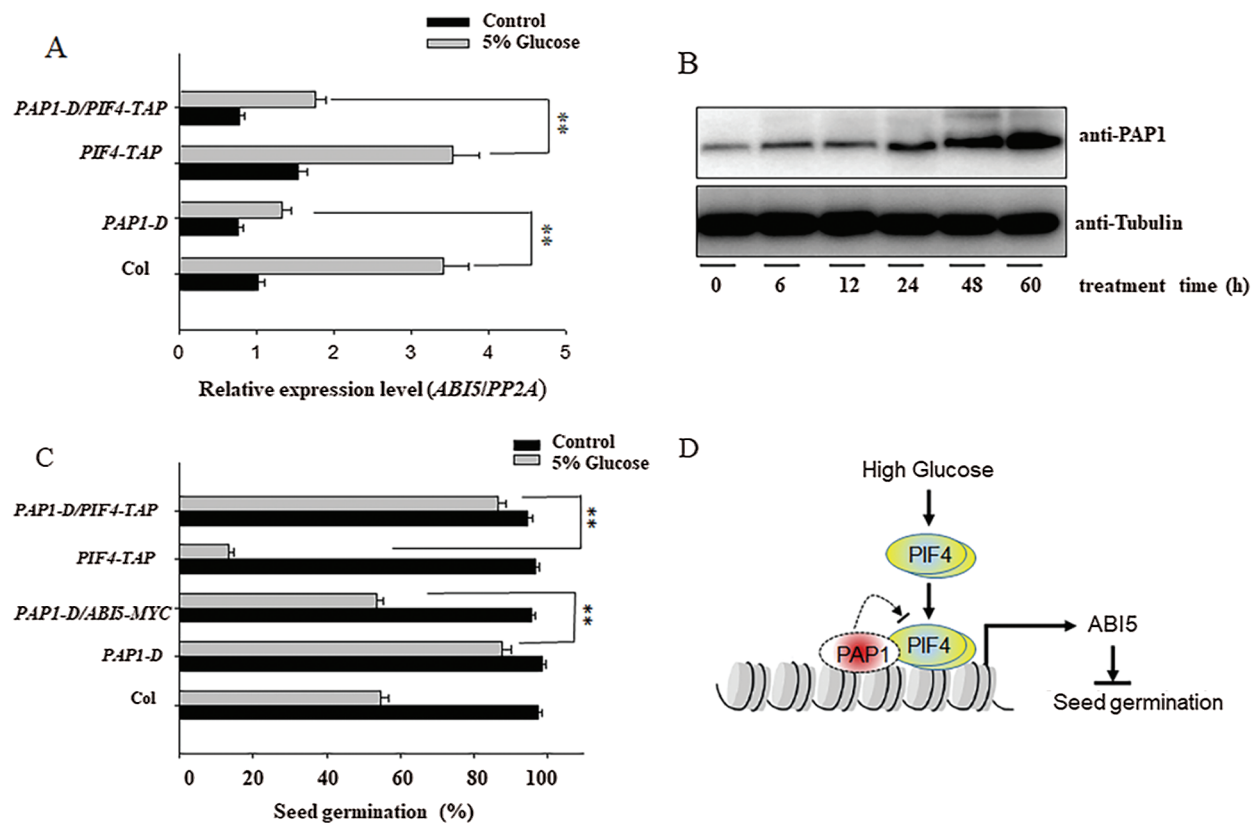 A
Control
5% Glucose
PAP1-D/PIF4-TAP
PIF4-TAP
PAP1-D
Col
**
**
0 1 2 3 4 5
Relative expression level (ABI5/PP2A)
B
anti-PAP1
anti-Tubulin
0 6 12 24 48 60 treatment time (h)
C
Control
5% Glucose
PAP1-D/PIF4-TAP
PIF4-TAP
PAP1-D/ABI5-MYC
PAP1-D
Col
**
**
0 20 40 60 80 100
Seed germination (%)
D
High Glucose
PIF4
PAP1 PIF4
ABI5
Seed germination